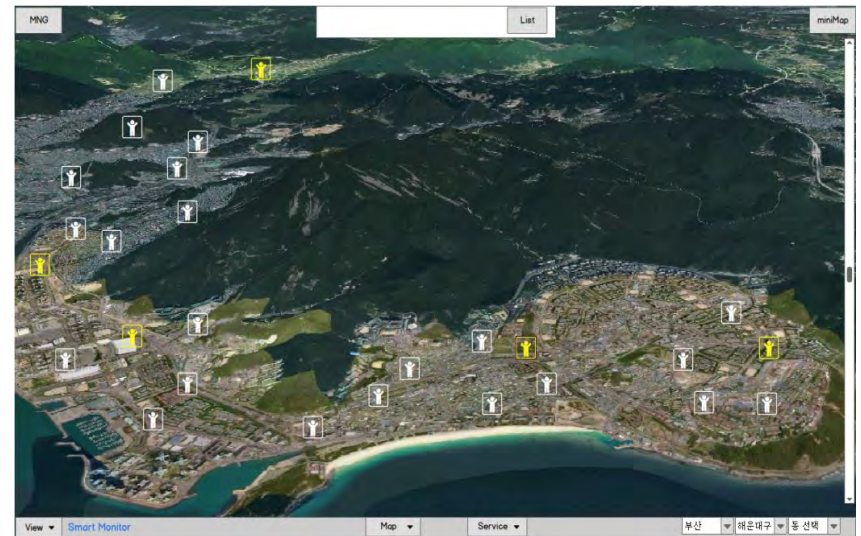 MNG
List
miniMap
View
Smart Monitor
Map
Service
부산
해운대구
동 선택